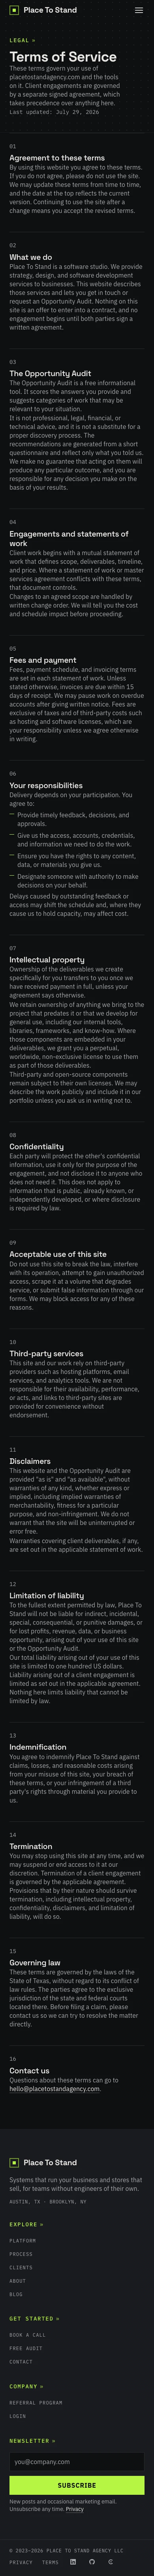 Place To Stand
LEGAL »
Terms of Service
These terms govern your use of
placetostandagency.com and the tools
on it. Client engagements are governed
by a separate signed agreement, which
takes precedence over anything here.
Last updated: July 29, 2026
01
Agreement to these terms
By using this website you agree to these terms.
If you do not agree, please do not use the site.
We may update these terms from time to time,
and the date at the top reflects the current
version. Continuing to use the site after a
change means you accept the revised terms.
02
What we do
Place To Stand is a software studio. We provide
strategy, design, and software development
services to businesses. This website describes
those services and lets you get in touch or
request an Opportunity Audit. Nothing on this
site is an offer to enter into a contract, and no
engagement begins until both parties sign a
written agreement.
03
The Opportunity Audit
The Opportunity Audit is a free informational
tool. It scores the answers you provide and
suggests categories of work that may be
relevant to your situation.
It is not professional, legal, financial, or
technical advice, and it is not a substitute for a
proper discovery process. The
recommendations are generated from a short
questionnaire and reflect only what you told us.
We make no guarantee that acting on them will
produce any particular outcome, and you are
responsible for any decision you make on the
basis of your results.
04
Engagements and statements of
work
Client work begins with a mutual statement of
work that defines scope, deliverables, timeline,
and price. Where a statement of work or master
services agreement conflicts with these terms,
that document controls.
Changes to an agreed scope are handled by
written change order. We will tell you the cost
and schedule impact before proceeding.
05
Fees and payment
Fees, payment schedule, and invoicing terms
are set in each statement of work. Unless
stated otherwise, invoices are due within 15
days of receipt. We may pause work on overdue
accounts after giving written notice. Fees are
exclusive of taxes and of third-party costs such
as hosting and software licenses, which are
your responsibility unless we agree otherwise
in writing.
06
Your responsibilities
Delivery depends on your participation. You
agree to:
Provide timely feedback, decisions, and
approvals.
Give us the access, accounts, credentials,
and information we need to do the work.
Ensure you have the rights to any content,
data, or materials you give us.
Designate someone with authority to make
decisions on your behalf.
Delays caused by outstanding feedback or
access may shift the schedule and, where they
cause us to hold capacity, may affect cost.
07
Intellectual property
Ownership of the deliverables we create
specifically for you transfers to you once we
have received payment in full, unless your
agreement says otherwise.
We retain ownership of anything we bring to the
project that predates it or that we develop for
general use, including our internal tools,
libraries, frameworks, and know-how. Where
those components are embedded in your
deliverables, we grant you a perpetual,
worldwide, non-exclusive license to use them
as part of those deliverables.
Third-party and open-source components
remain subject to their own licenses. We may
describe the work publicly and include it in our
portfolio unless you ask us in writing not to.
08
Confidentiality
Each party will protect the other's confidential
information, use it only for the purpose of the
engagement, and not disclose it to anyone who
does not need it. This does not apply to
information that is public, already known, or
independently developed, or where disclosure
is required by law.
09
Acceptable use of this site
Do not use this site to break the law, interfere
with its operation, attempt to gain unauthorized
access, scrape it at a volume that degrades
service, or submit false information through our
forms. We may block access for any of these
reasons.
10
Third-party services
This site and our work rely on third-party
providers such as hosting platforms, email
services, and analytics tools. We are not
responsible for the availability, performance,
or acts, and links to third-party sites are
provided for convenience without
endorsement.
11
Disclaimers
This website and the Opportunity Audit are
provided "as is" and "as available", without
warranties of any kind, whether express or
implied, including implied warranties of
merchantability, fitness for a particular
purpose, and non-infringement. We do not
warrant that the site will be uninterrupted or
error free.
Warranties covering client deliverables, if any,
are set out in the applicable statement of work.
12
Limitation of liability
To the fullest extent permitted by law, Place To
Stand will not be liable for indirect, incidental,
special, consequential, or punitive damages, or
for lost profits, revenue, data, or business
opportunity, arising out of your use of this site
or the Opportunity Audit.
Our total liability arising out of your use of this
site is limited to one hundred US dollars.
Liability arising out of a client engagement is
limited as set out in the applicable agreement.
Nothing here limits liability that cannot be
limited by law.
13
Indemnification
You agree to indemnify Place To Stand against
claims, losses, and reasonable costs arising
from your misuse of this site, your breach of
these terms, or your infringement of a third
party's rights through material you provide to
us.
14
Termination
You may stop using this site at any time, and we
may suspend or end access to it at our
discretion. Termination of a client engagement
is governed by the applicable agreement.
Provisions that by their nature should survive
termination, including intellectual property,
confidentiality, disclaimers, and limitation of
liability, will do so.
15
Governing law
These terms are governed by the laws of the
State of Texas, without regard to its conflict of
law rules. The parties agree to the exclusive
jurisdiction of the state and federal courts
located there. Before filing a claim, please
contact us so we can try to resolve the matter
directly.
16
Contact us
Questions about these terms can go to
hello@placetostandagency.com.
Place To Stand
Systems that run your business and stores that
sell, for teams without engineers of their own.
AUSTIN, TX · BROOKLYN, NY
EXPLORE »
PLATFORM
PROCESS
CLIENTS
ABOUT
BLOG
GET STARTED »
BOOK A CALL
FREE AUDIT
CONTACT
COMPANY »
REFERRAL PROGRAM
LOGIN
NEWSLETTER »
you@company.com
SUBSCRIBE
New posts and occasional marketing email.
Unsubscribe any time. Privacy
© 2023-2026 PLACE TO STAND AGENCY LLC
PRIVACY TERMS